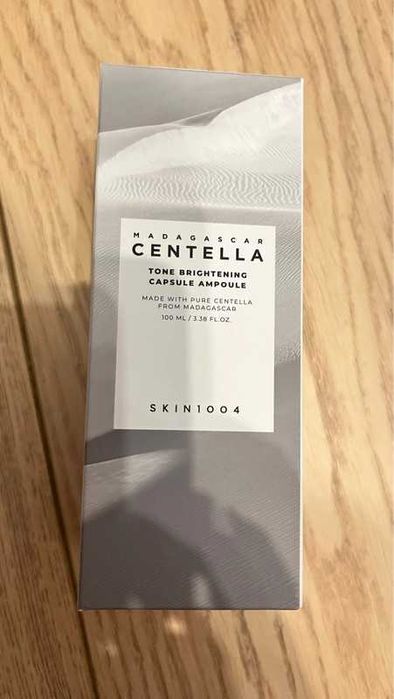 MADAGASCAR
CENTELLA
TONE BRIGHTENING
CAPSULE AMPOULE
MADE WITH PURE CENTELLA
FROM MADAGASCAR
100 ML / 3.38 FL.OZ.
SKIN1004